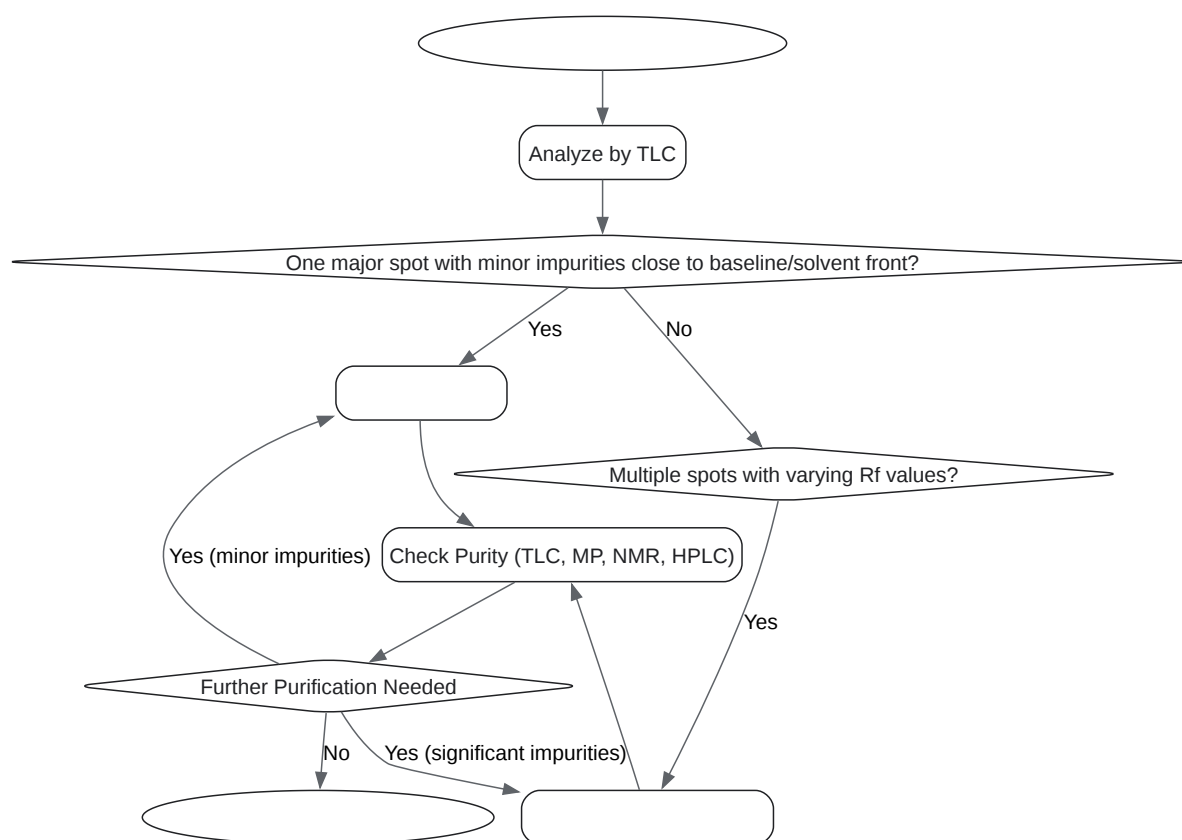 Analyze by TLC
One major spot with minor impurities close to baseline/solvent front?
Yes
No
Multiple spots with varying Rf values?
Yes (minor impurities)
Check Purity (TLC, MP, NMR, HPLC)
Yes
Further Purification Needed
No
Yes (significant impurities)